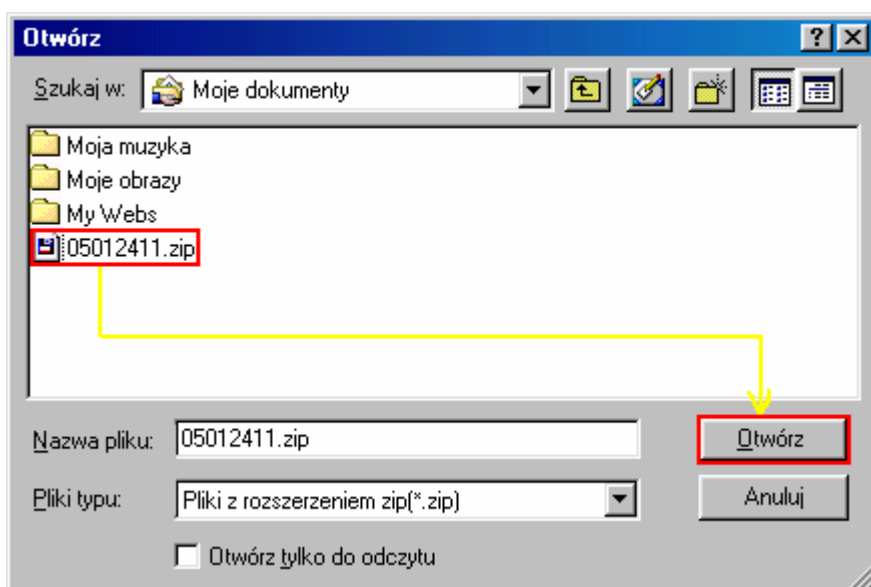 Otwórz
Szukaj w: Moje dokumenty
Moja muzyka
Moje obrazy
My Webs
05012411.zip
Nazwa pliku: 05012411.zip Otwórz
Pliki typu: Pliki z rozszerzeniem zip(*.zip) Anuluj
Otwórz tylko do odczytu